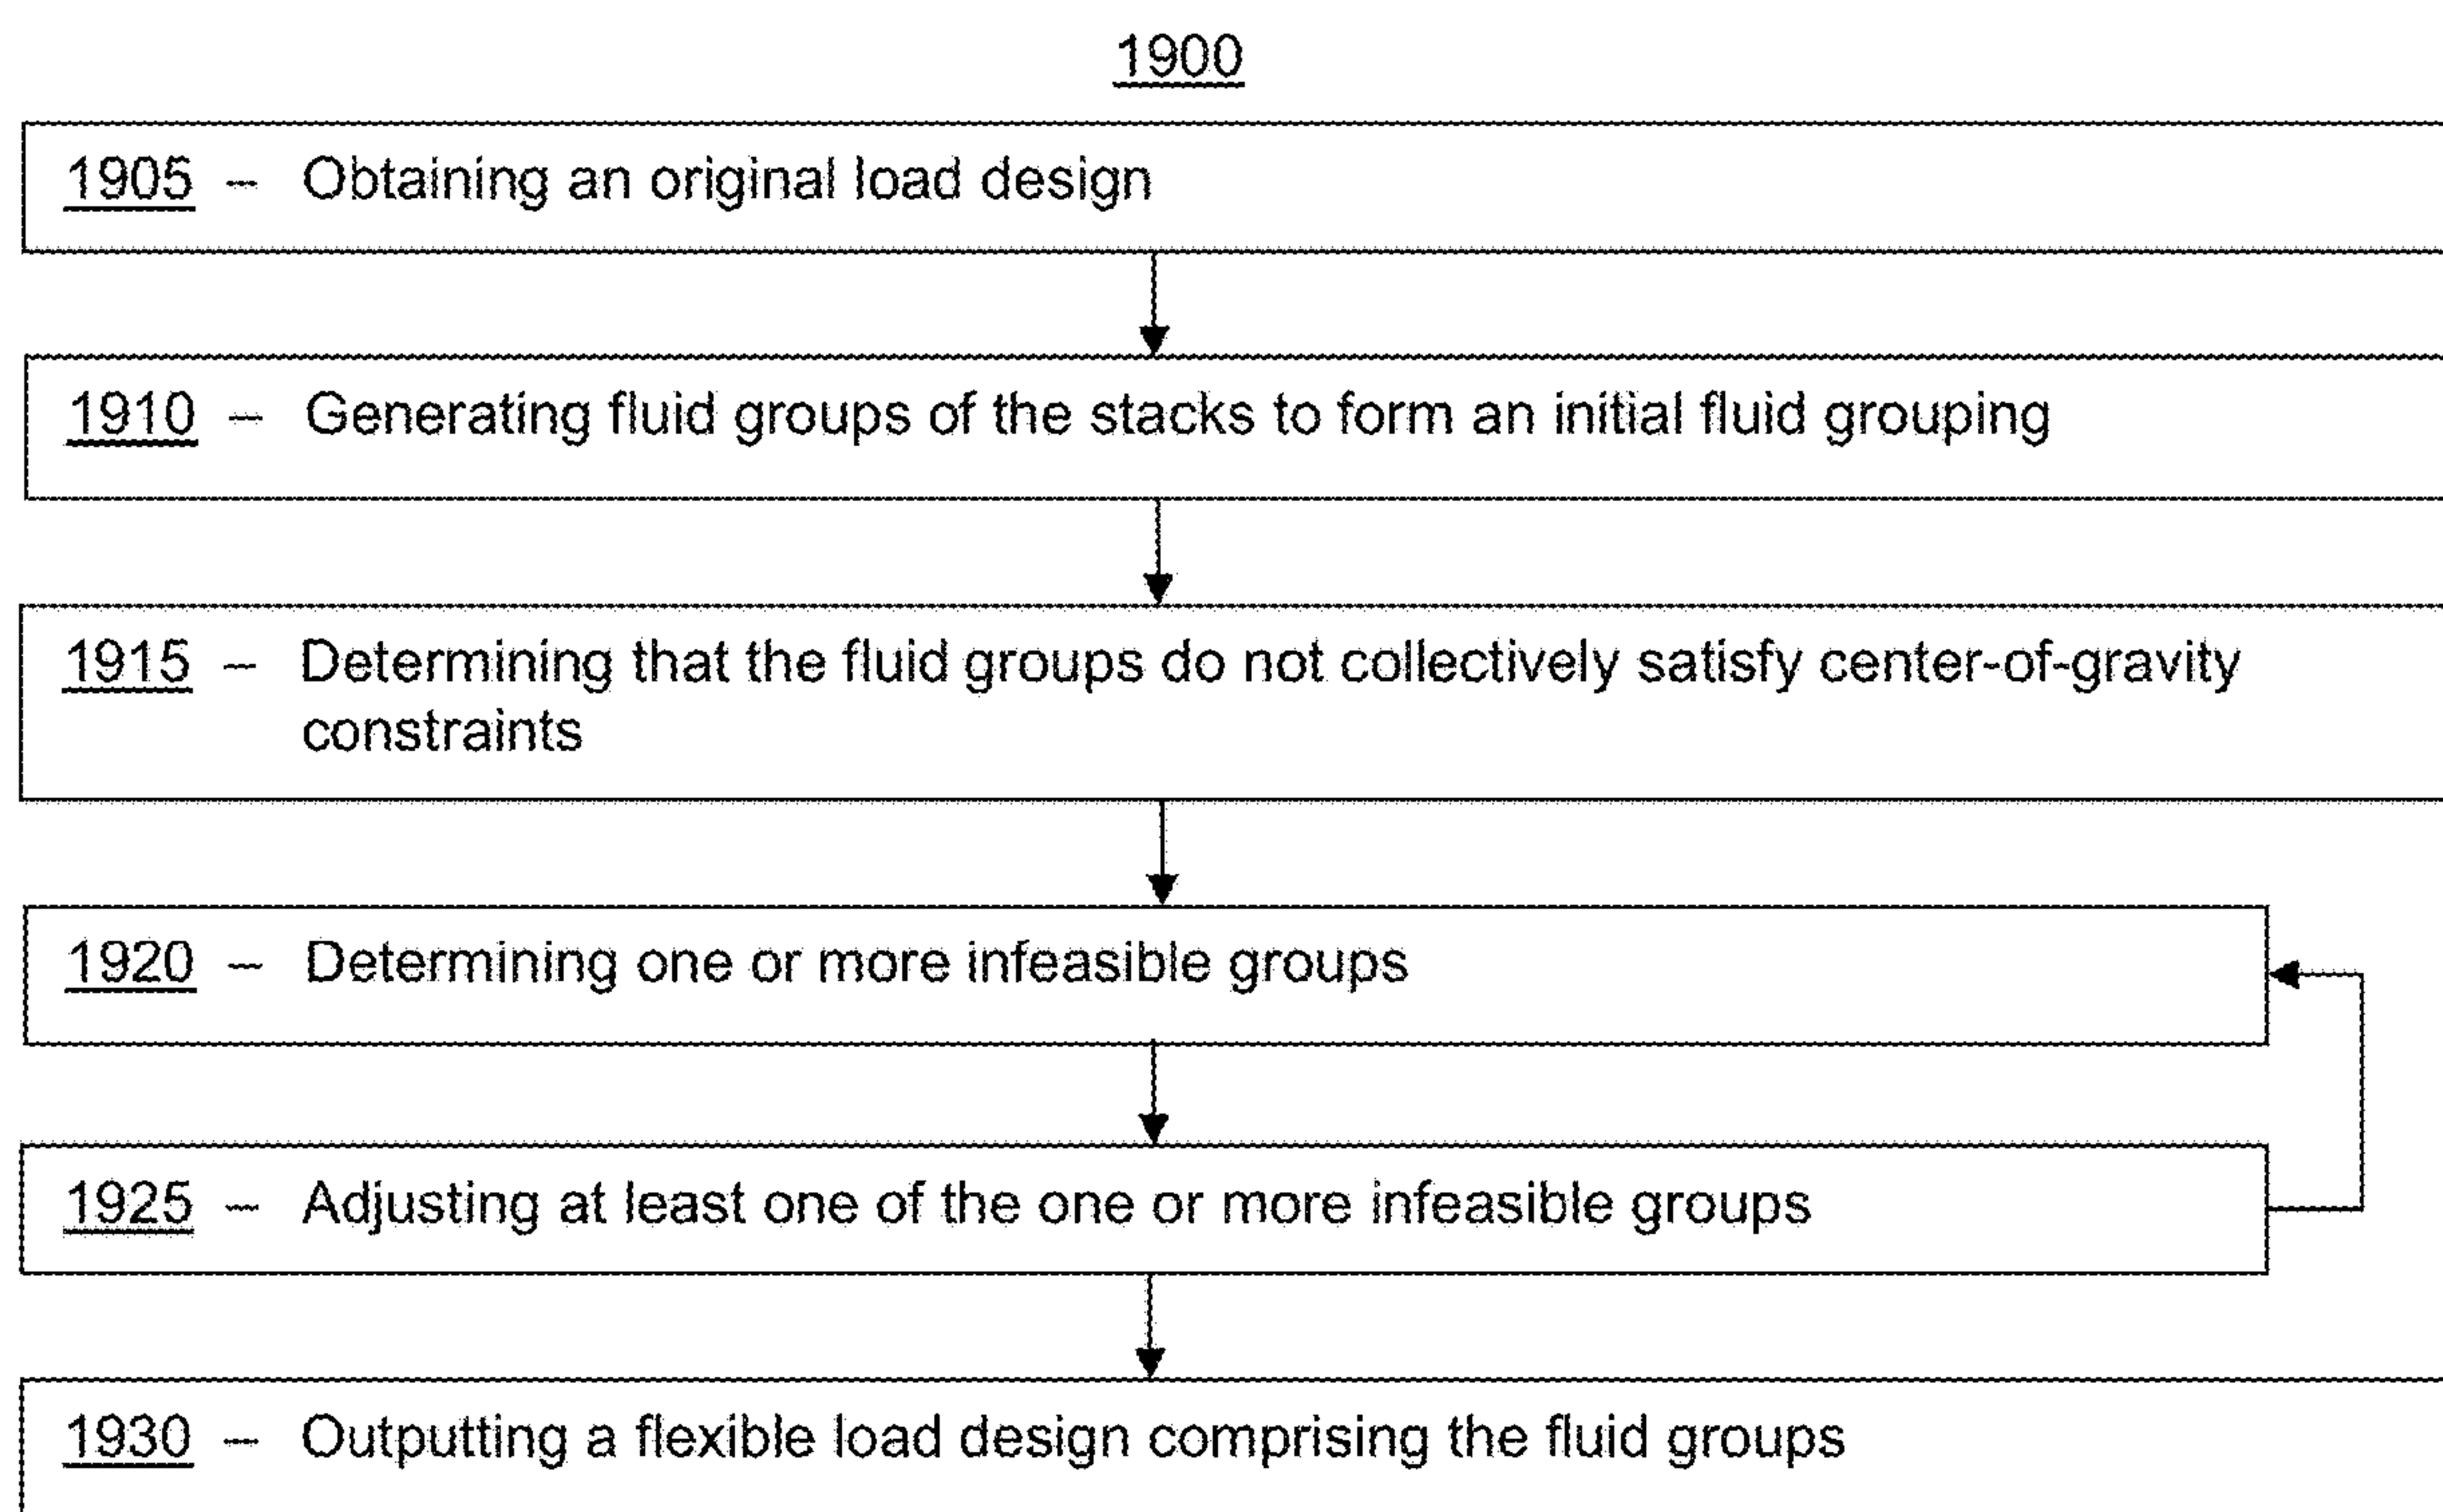 1900
1905 – Obtaining an original load design
1910 – Generating fluid groups of the stacks to form an initial fluid grouping
1915 – Determining that the fluid groups do not collectively satisfy center-of-gravity
constraints
1920 – Determining one or more infeasible groups
1925 – Adjusting at least one of the one or more infeasible groups
1930 – Outputting a flexible load design comprising the fluid groups